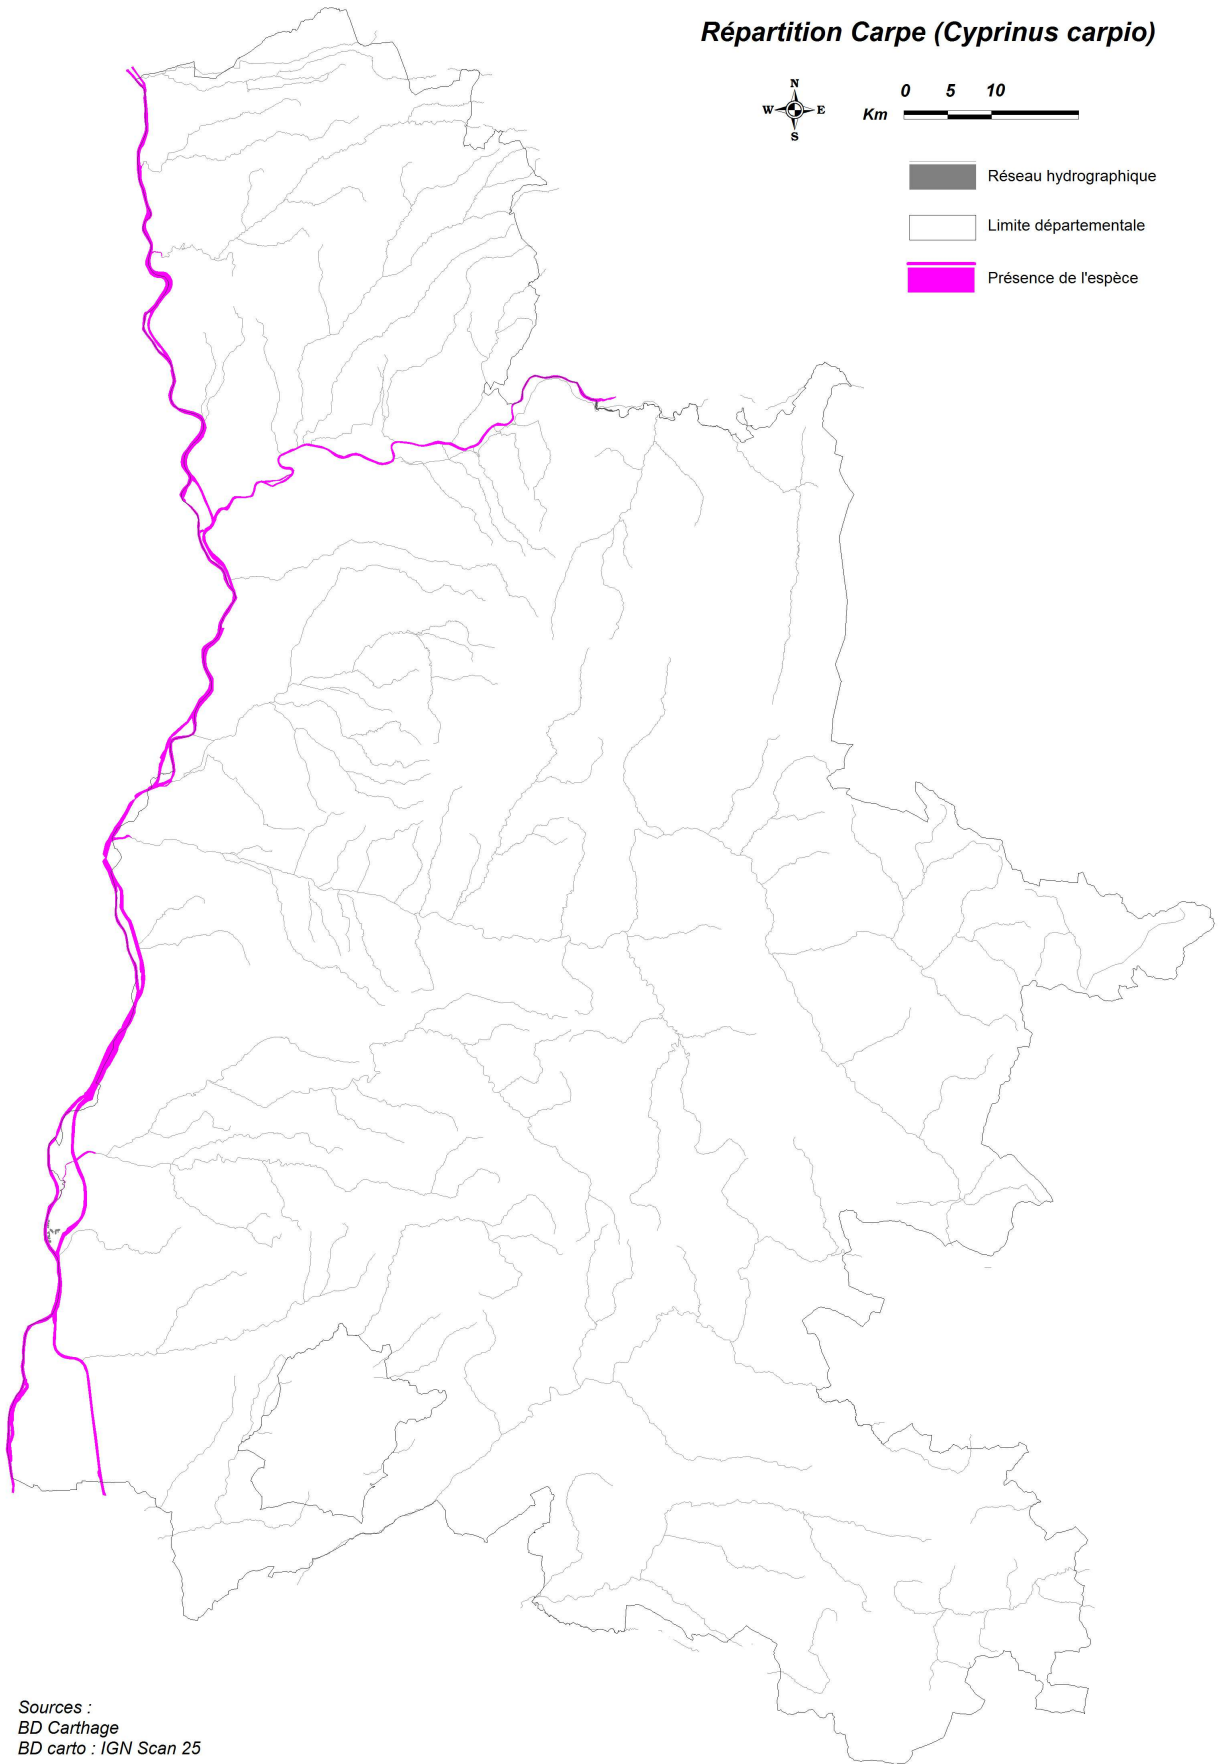 Répartition Carpe (Cyprinus carpio)
N
W E
S
Km 0 5 10
Réseau hydrographique
Limite départementale
Présence de l'espèce
Sources :
BD Carthage
BD carto : IGN Scan 25